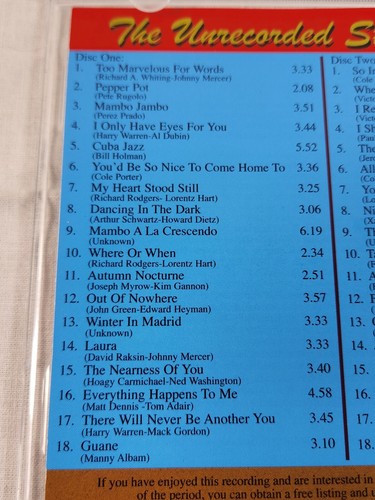 The Unrecorded
Disc One:
1. Too Marvelous For Words 3.33
(Richard A. Whiting-Johnny Mercer)
2. Pepper Pot 2.08
(Pete Rugolo)
3. Mambo Jambo 3.51
(Perez Prado)
4. I Only Have Eyes For You 3.44
(Harry Warren-Al Dubin)
5. Cuba Jazz 5.52
(Bill Holman)
6. You'd Be So Nice To Come Home To 3.36
(Cole Porter)
7. My Heart Stood Still 3.25
(Richard Rodgers- Lorentz Hart)
8. Dancing In The Dark 3.06
(Arthur Schwartz-Howard Dietz)
9. Mambo A La Crescendo 6.19
(Unknown)
10. Where Or When 2.34
(Richard Rodgers-Lorentz Hart)
11. Autumn Nocturne 2.51
(Joseph Myrow-Kim Gannon)
12. Out Of Nowhere 3.57
(John Green-Edward Heyman)
13. Winter In Madrid 3.33
(Unknown)
14. Laura 3.33
(David Raksin-Johnny Mercer)
15. The Nearness Of You 3.40
(Hoagy Carmichael-Ned Washington)
16. Everything Happens To Me 4.58
(Matt Dennis -Tom Adair)
17. There Will Never Be Another You 3.45
(Harry Warren-Mack Gordon)
18. Guane 3.10
(Manny Albam)
Disc Two
1. So
2.
3. I
4. I
5.
6.
7.
8.
9.
10.
11.
12.
13.
14.
15.
16.
17.
18.
If you have enjoyed this recording and are interested in
of the period, you can obtain a free listing and